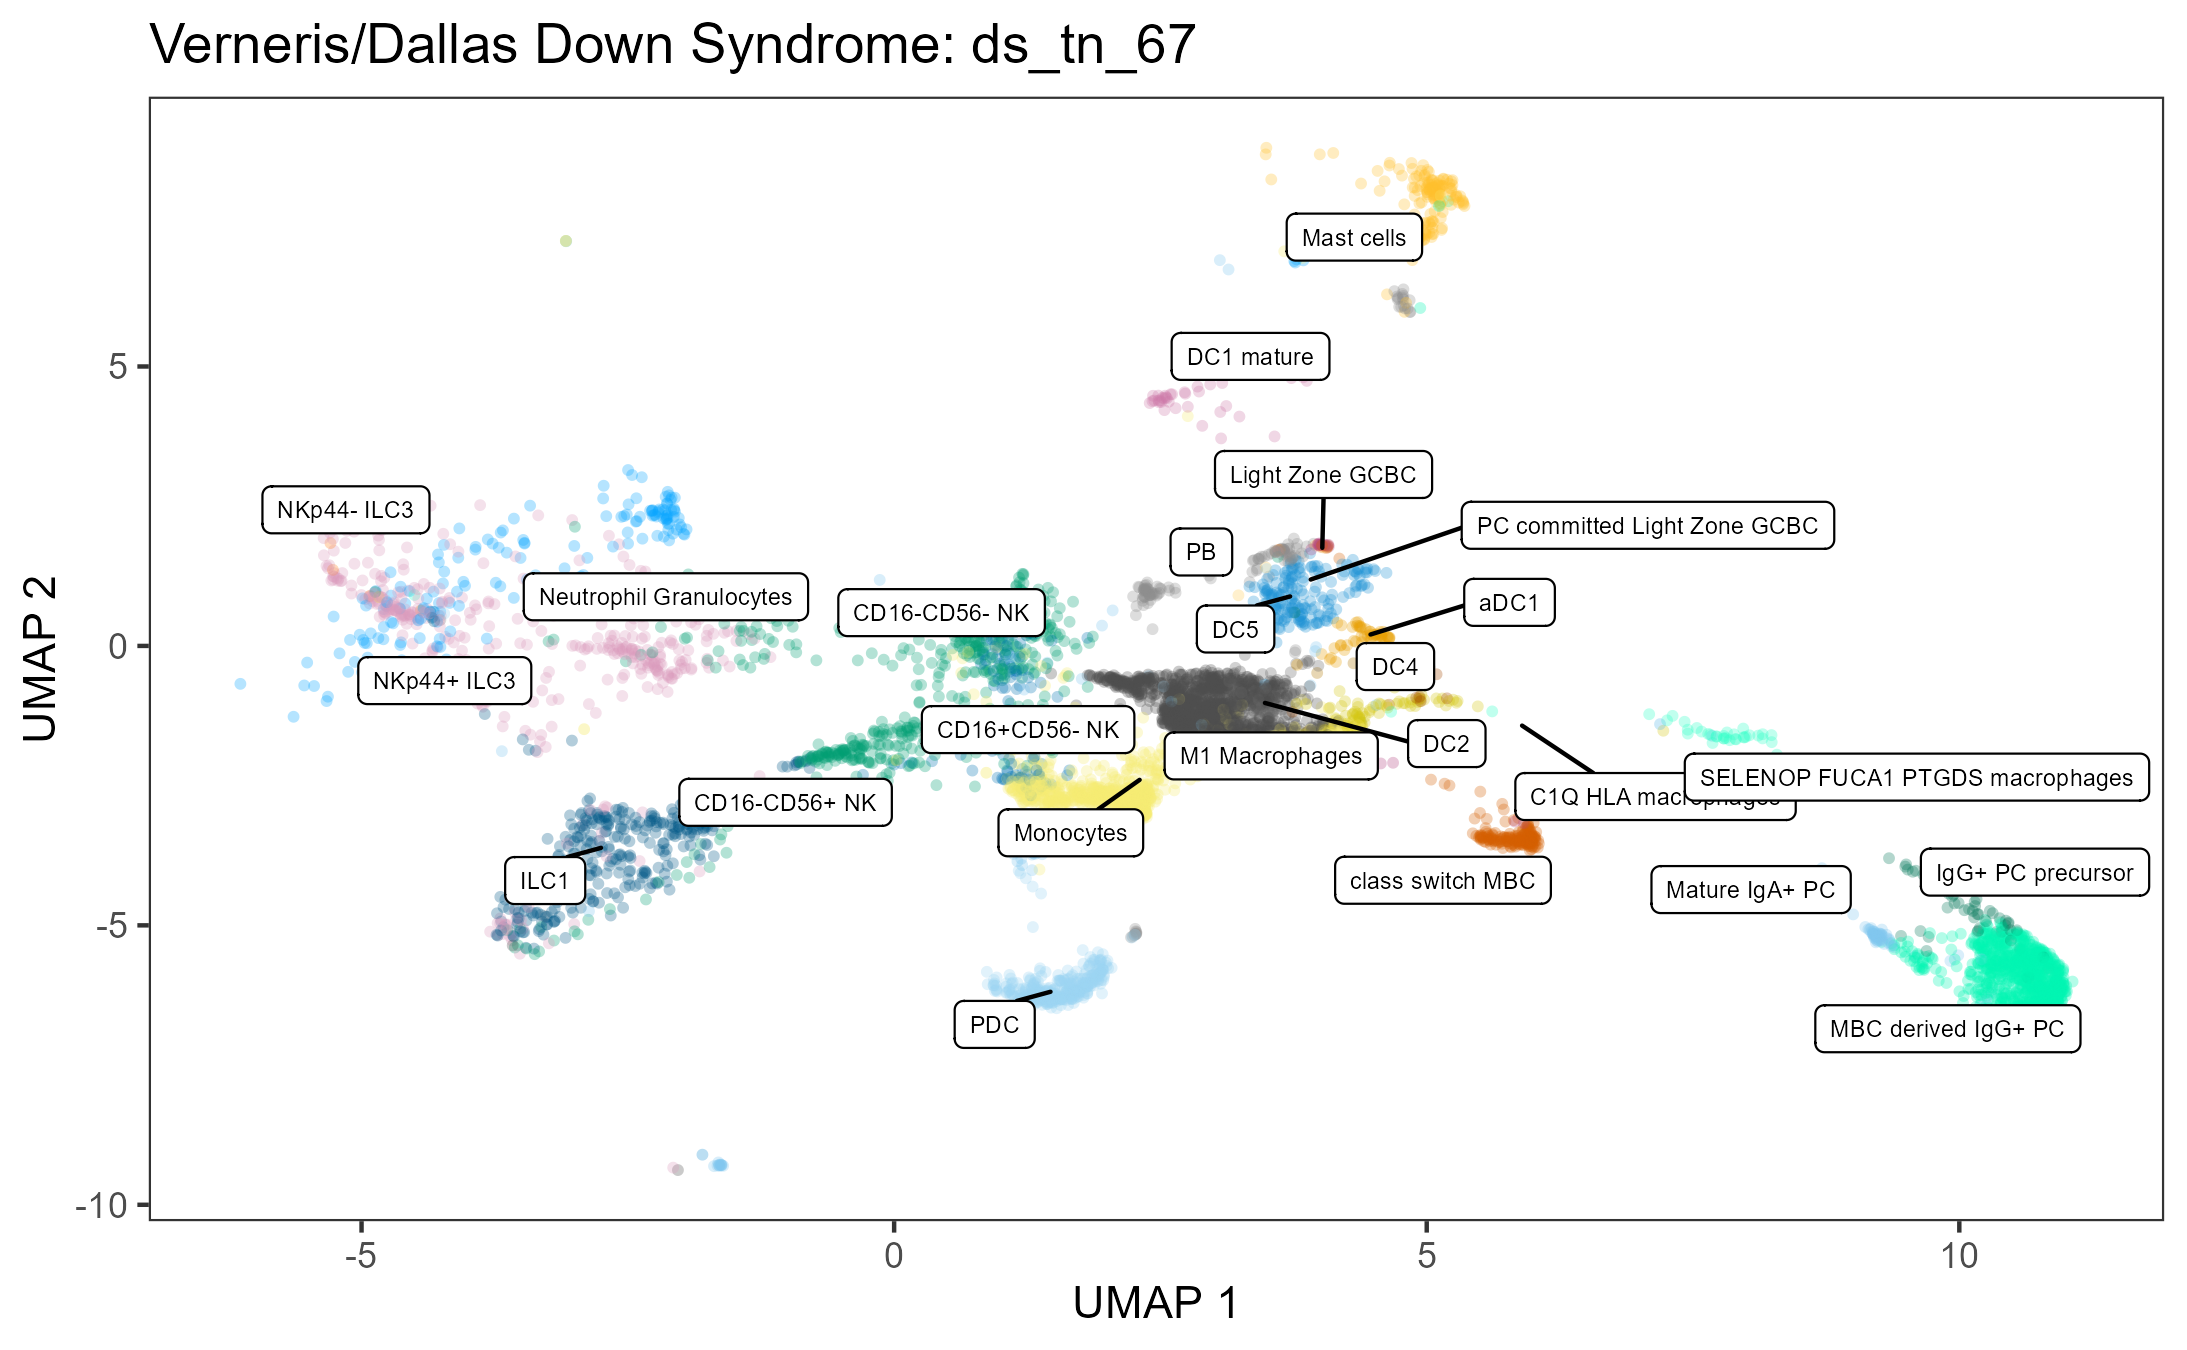 Verneris/Dallas Down Syndrome: ds_tn_67
Mast cells
DC1 mature
Light Zone GCBC
NKp44- ILC3
PC committed Light Zone GCBC
PB
Neutrophil Granulocytes
CD16-CD56- NK
aDC1
DC5
DC4
NKp44+ ILC3
CD16+CD56- NK
DC2
M1 Macrophages
SELENOP FUCA1 PTGDS macrophages
C1Q HLA macrophages
CD16-CD56+ NK
Monocytes
ILC1
class switch MBC
IgG+ PC precursor
Mature IgA+ PC
PDC
MBC derived IgG+ PC
5
0
-5
-10
UMAP 2
-5
0
5
10
UMAP 1